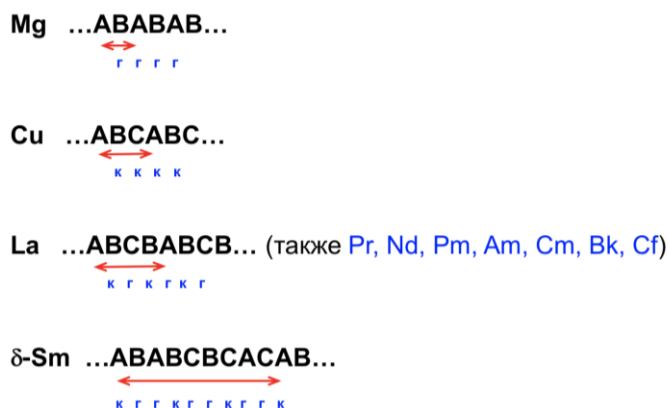 Mg ...ABABAB...
г г г г
Cu ...ABCABC...
к к к к
La ...ABCBABCB... (также Pr, Nd, Pm, Am, Cm, Bk, Cf)
к г к г к г
δ-Sm ...ABABCBCACAB...
к г г к г г к г г к